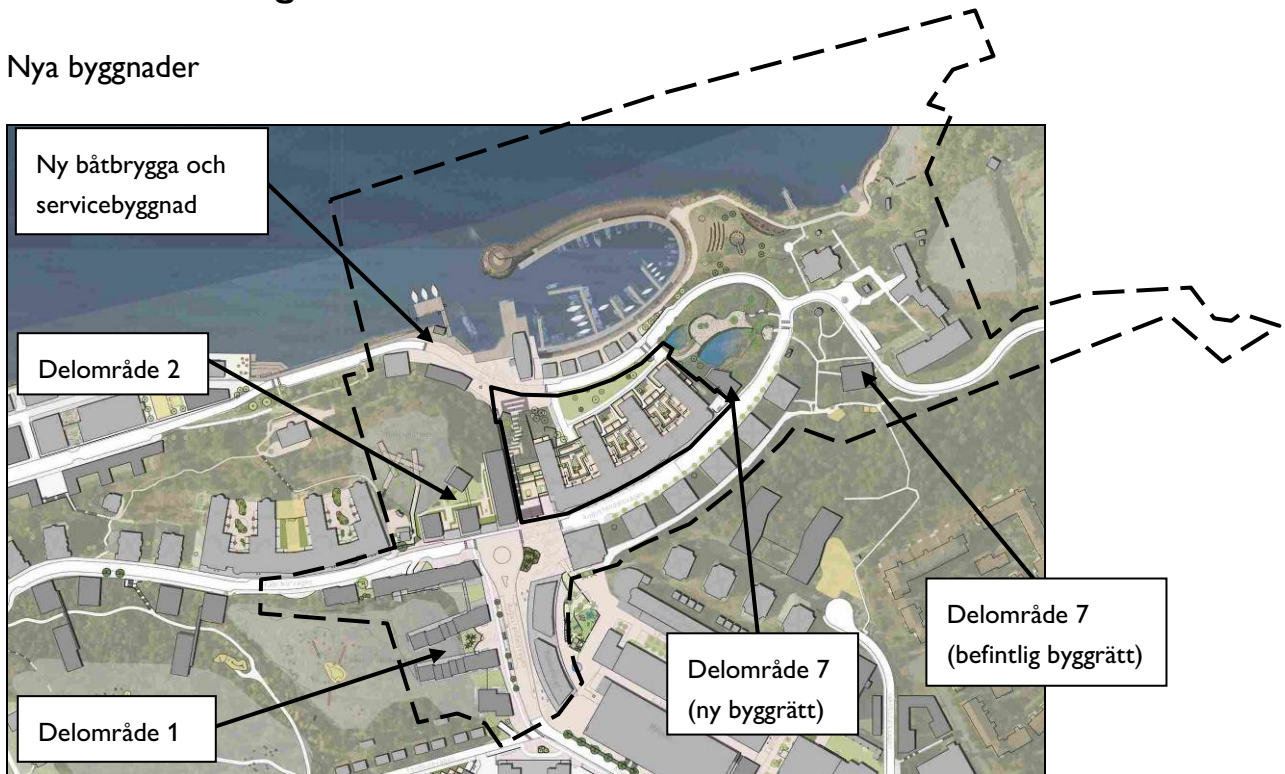 Nya byggnader
Ny båtbrygga och
servicebyggnad
Delområde 2
Delområde 1
Delområde 7
(ny byggrätt)
Delområde 7
(befintlig byggrätt)